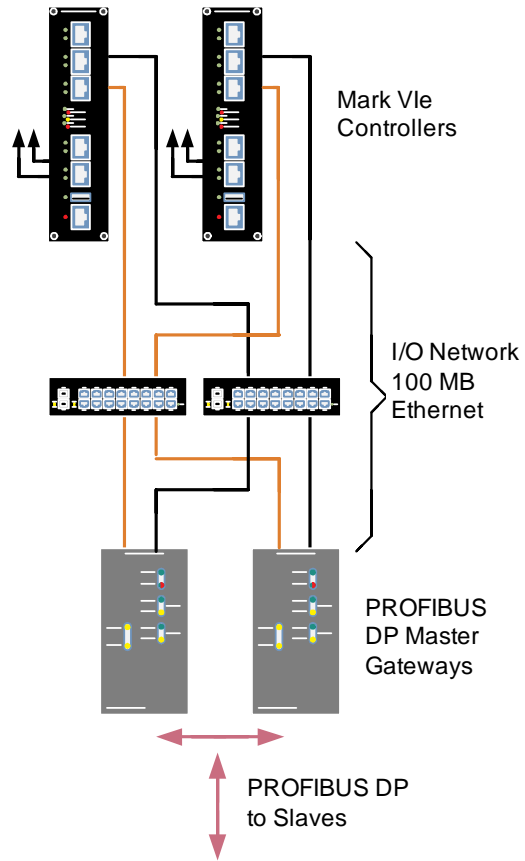 Mark VIe
Controllers
I/O Network
100 MB
Ethernet
PROFIBUS
DP Master
Gateways
PROFIBUS DP
to Slaves